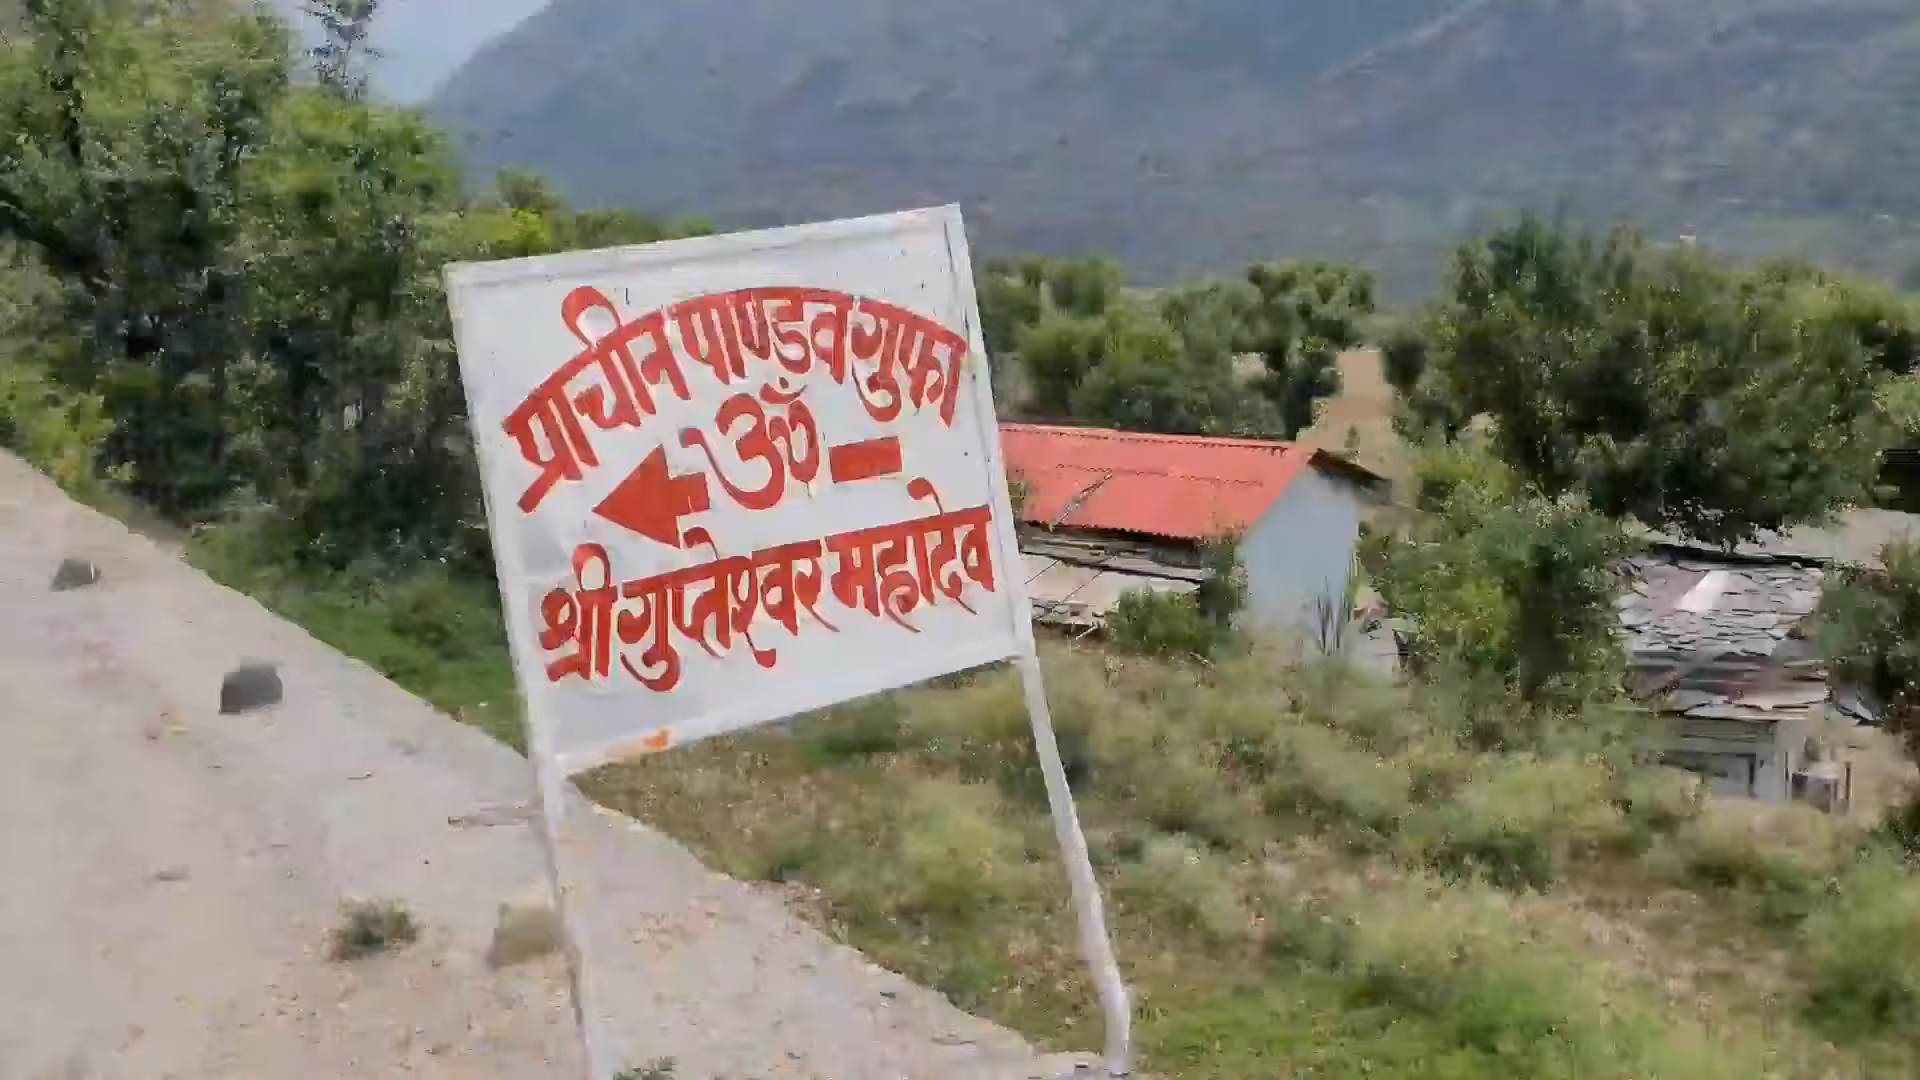 प्राचीन पाण्डव गुफा
ॐ
श्री गुप्तेश्वर महादेव